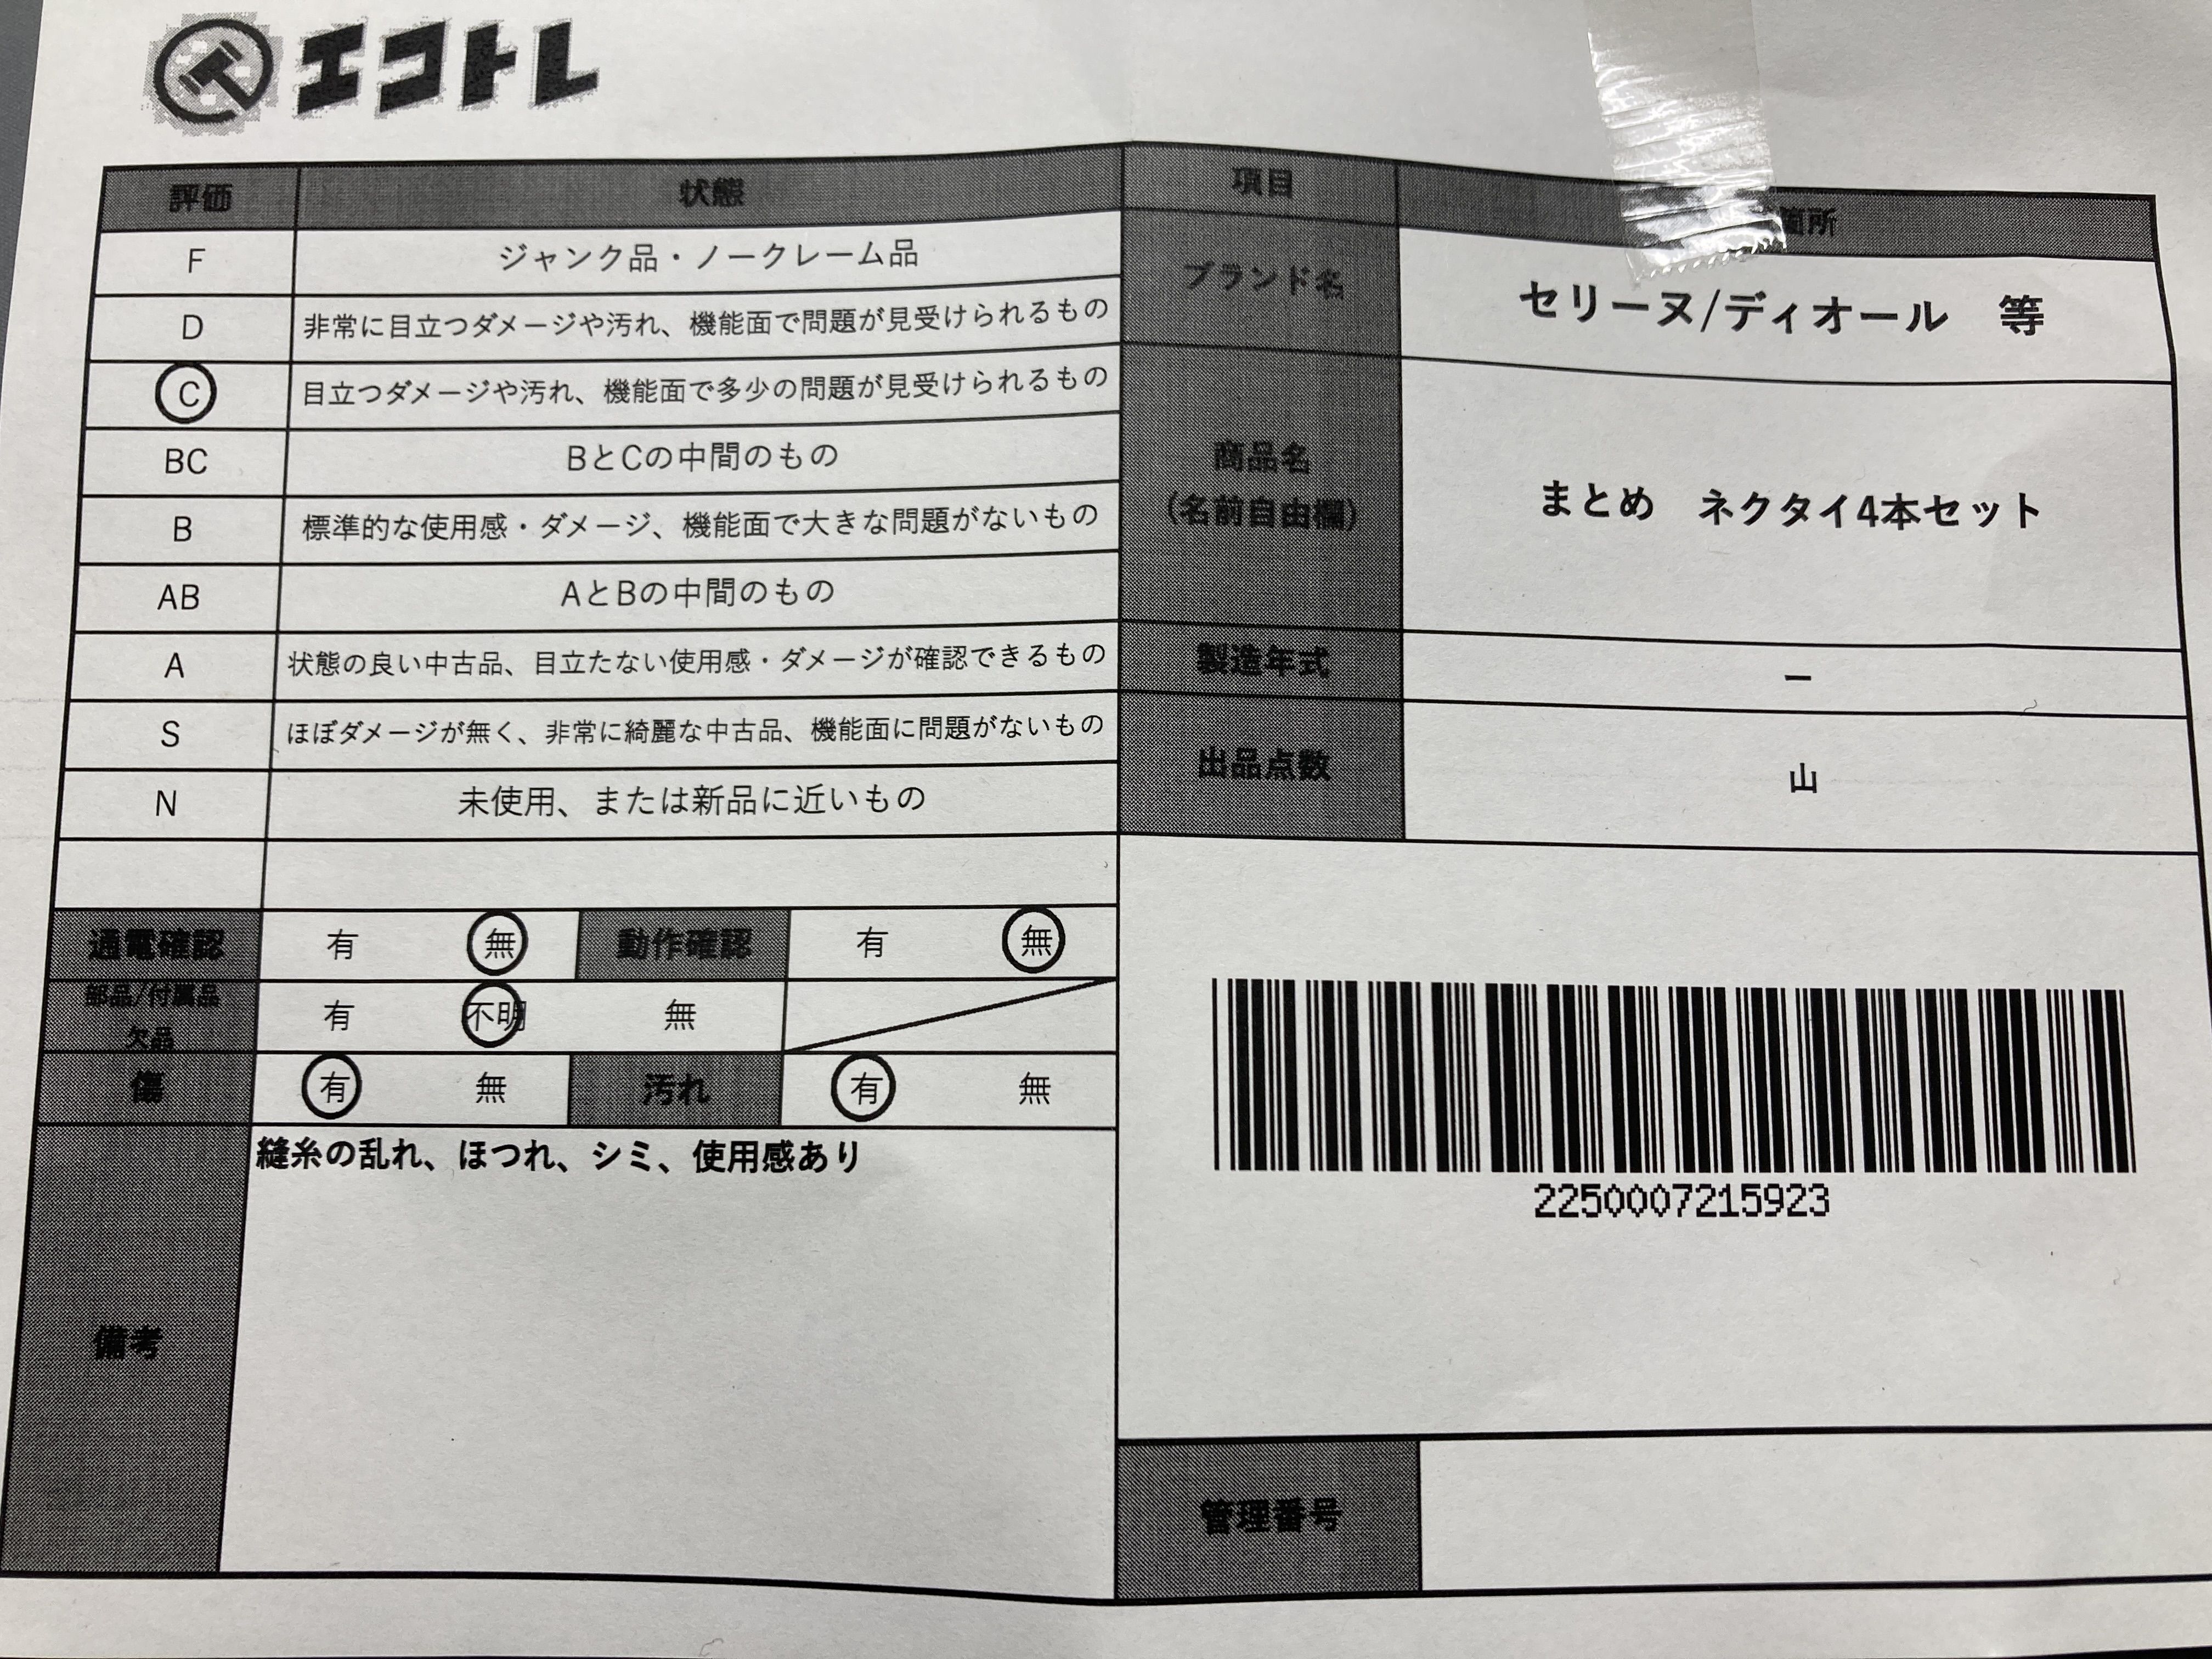 エコトレ
評価 状態
F ジャンク品・ノークレーム品
D 非常に目立つダメージや汚れ、機能面で問題が見受けられるもの
C 目立つダメージや汚れ、機能面で多少の問題が見受けられるもの
BC BとCの中間のもの
B 標準的な使用感・ダメージ、機能面で大きな問題がないもの
AB AとBの中間のもの
A 状態の良い中古品、目立たない使用感・ダメージが確認できるもの
S ほぼダメージが無く、非常に綺麗な中古品、機能面に問題がないもの
N 未使用、または新品に近いもの
通電確認 有 無 動作確認 有 無
部品/付属品
欠品 有 不明 無
傷 有 無 汚れ 有 無
備考 縫糸の乱れ、ほつれ、シミ、使用感あり
項目 箇所
ブランド名 セリーヌ/ディオール 等
商品名
(名前自由欄) まとめ ネクタイ4本セット
製造年式 ー
出品点数 山
2250007215923
管理番号